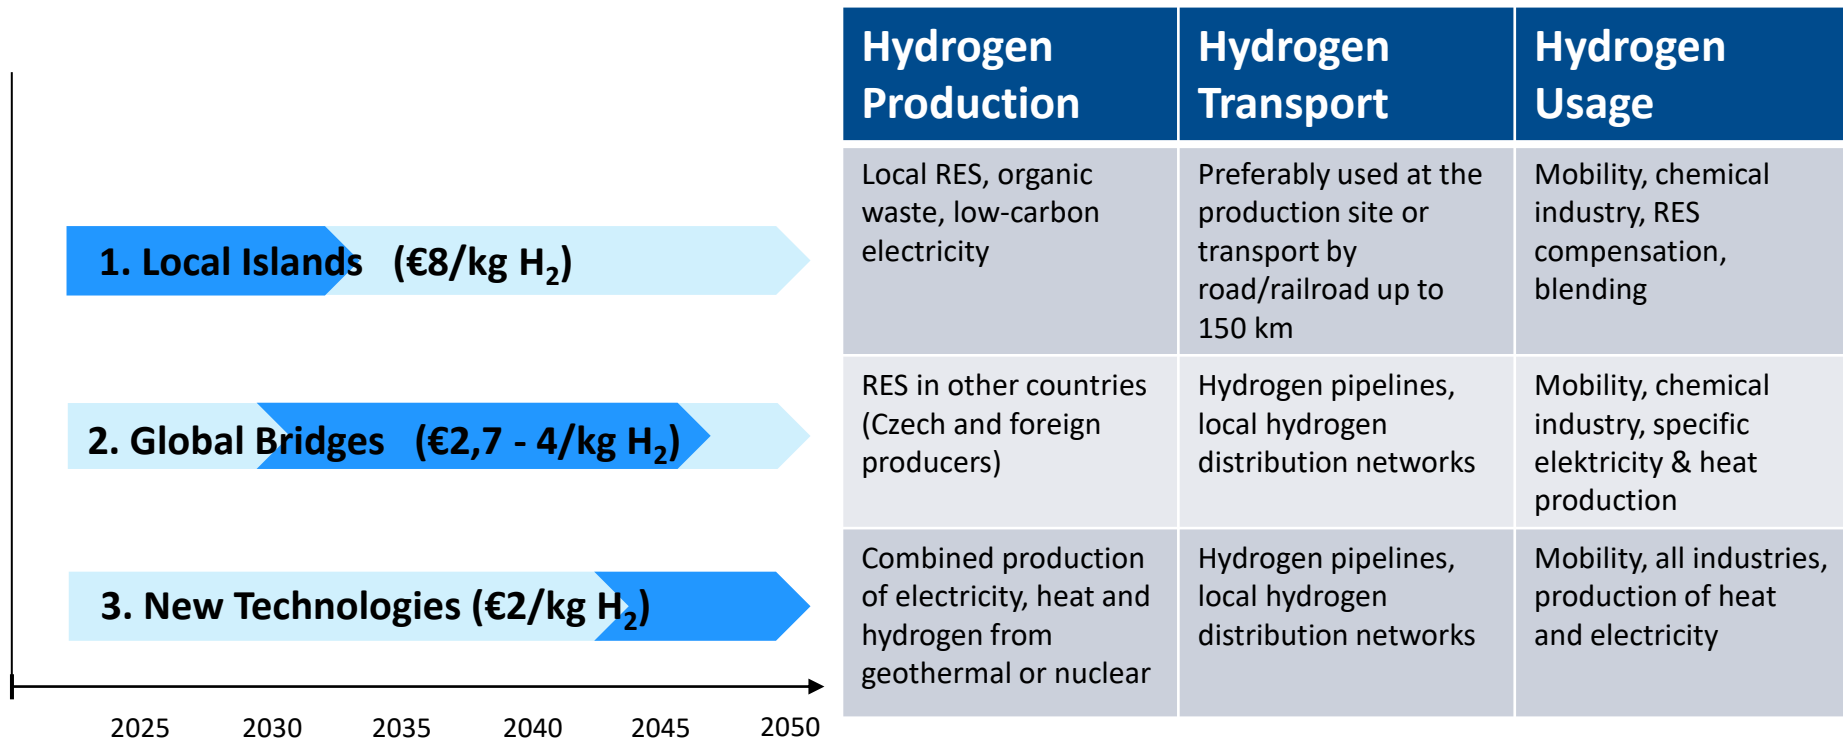 1. Local Islands (€8/kg H₂)
2. Global Bridges (€2,7 - 4/kg H₂)
3. New Technologies (€2/kg H₂)
2025 2030 2035 2040 2045 2050
Hydrogen
Production
Hydrogen
Transport
Hydrogen
Usage
Local RES, organic
waste, low-carbon
electricity
Preferably used at the
production site or
transport by
road/railroad up to
150 km
Mobility, chemical
industry, RES
compensation,
blending
RES in other countries
(Czech and foreign
producers)
Hydrogen pipelines,
local hydrogen
distribution networks
Mobility, chemical
industry, specific
elektricity & heat
production
Combined production
of electricity, heat and
hydrogen from
geothermal or nuclear
Hydrogen pipelines,
local hydrogen
distribution networks
Mobility, all industries,
production of heat
and electricity